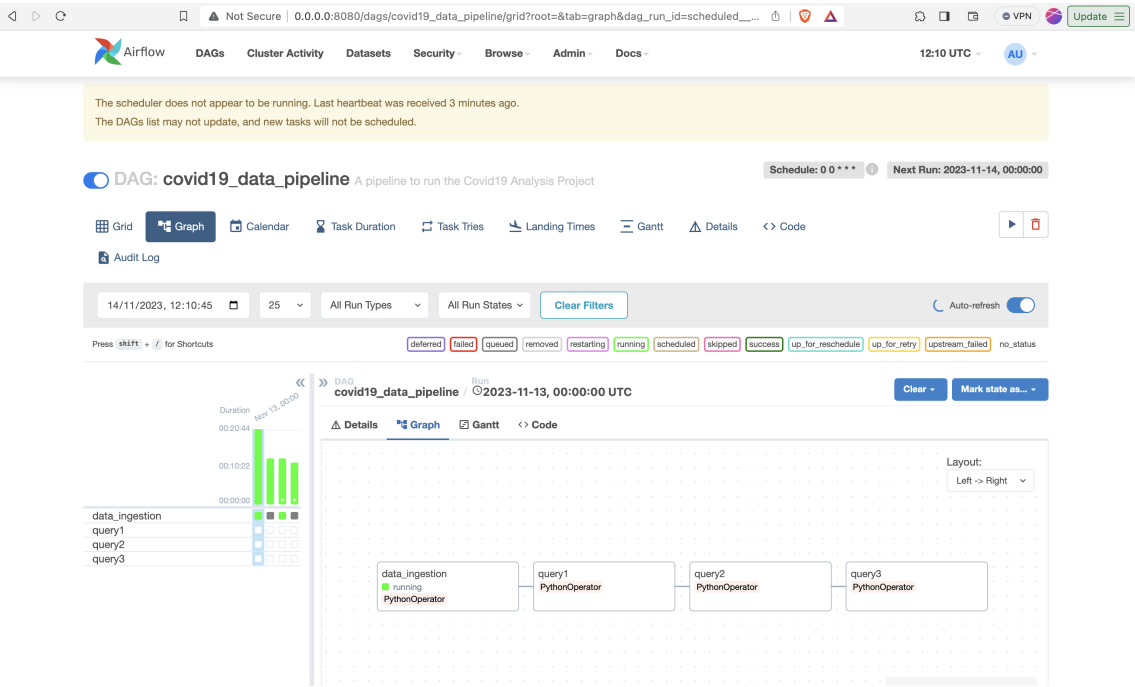 Not Secure 0.0.0.0:8080/dags/covid19_data_pipeline/grid?root=&tab=graph&dag_run_id=scheduled__... VPN Update
Airflow DAGs Cluster Activity Datasets Security Browse Admin Docs 12:10 UTC AU
The scheduler does not appear to be running. Last heartbeat was received 3 minutes ago.
The DAGs list may not update, and new tasks will not be scheduled.
Schedule: 0 0 * * * Next Run: 2023-11-14, 00:00:00
DAG: covid19_data_pipeline A pipeline to run the Covid19 Analysis Project
Grid Graph Calendar Task Duration Task Tries Landing Times Gantt Details Code
Audit Log
14/11/2023, 12:10:45 25 All Run Types All Run States Clear Filters Auto-refresh
Press shift + / for Shortcuts deferred failed queued removed restarting running scheduled skipped success up_for_reschedule up_for_retry upstream_failed no_status
DAG Run
covid19_data_pipeline / 2023-11-13, 00:00:00 UTC Clear Mark state as...
Details Graph Gantt Code
Duration Nov 13, 00:00
00:20:44
00:10:22
00:00:00
data_ingestion
query1
query2
query3
Layout:
Left -> Right
data_ingestion
running
PythonOperator
query1
PythonOperator
query2
PythonOperator
query3
PythonOperator